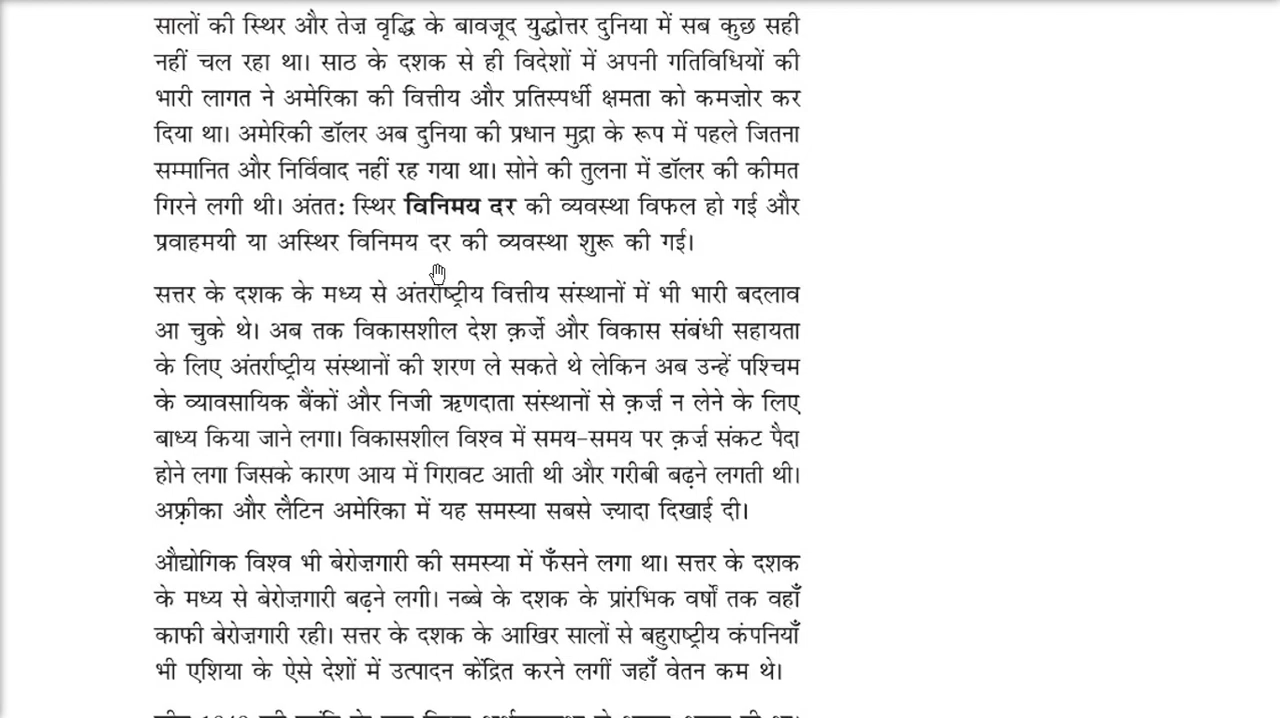 सालों की स्थिर और तेज़ वृद्धि के बावजूद युद्धोत्तर दुनिया में सब कुछ सही
नहीं चल रहा था। साठ के दशक से ही विदेशों में अपनी गतिविधियों की
भारी लागत ने अमेरिका की वित्तीय और प्रतिस्पर्धी क्षमता को कमज़ोर कर
दिया था। अमेरिकी डॉलर अब दुनिया की प्रधान मुद्रा के रूप में पहले जितना
सम्मानित और निर्विवाद नहीं रह गया था। सोने की तुलना में डॉलर की कीमत
गिरने लगी थी। अंतत: स्थिर विनिमय दर की व्यवस्था विफल हो गई और
प्रवाहमयी या अस्थिर विनिमय दर की व्यवस्था शुरू की गई।
सत्तर के दशक के मध्य से अंतर्राष्ट्रीय वित्तीय संस्थानों में भी भारी बदलाव
आ चुके थे। अब तक विकासशील देश क़र्ज़े और विकास संबंधी सहायता
के लिए अंतर्राष्ट्रीय संस्थानों की शरण ले सकते थे लेकिन अब उन्हें पश्चिम
के व्यावसायिक बैंकों और निजी ऋणदाता संस्थानों से क़र्ज़ न लेने के लिए
बाध्य किया जाने लगा। विकासशील विश्व में समय-समय पर क़र्ज़ संकट पैदा
होने लगा जिसके कारण आय में गिरावट आती थी और गरीबी बढ़ने लगती थी।
अफ़्रीका और लैटिन अमेरिका में यह समस्या सबसे ज़्यादा दिखाई दी।
औद्योगिक विश्व भी बेरोज़गारी की समस्या में फँसने लगा था। सत्तर के दशक
के मध्य से बेरोज़गारी बढ़ने लगी। नब्बे के दशक के प्रारंभिक वर्षों तक वहाँ
काफी बेरोज़गारी रही। सत्तर के दशक के आखिर सालों से बहुराष्ट्रीय कंपनियाँ
भी एशिया के ऐसे देशों में उत्पादन केंद्रित करने लगीं जहाँ वेतन कम थे।